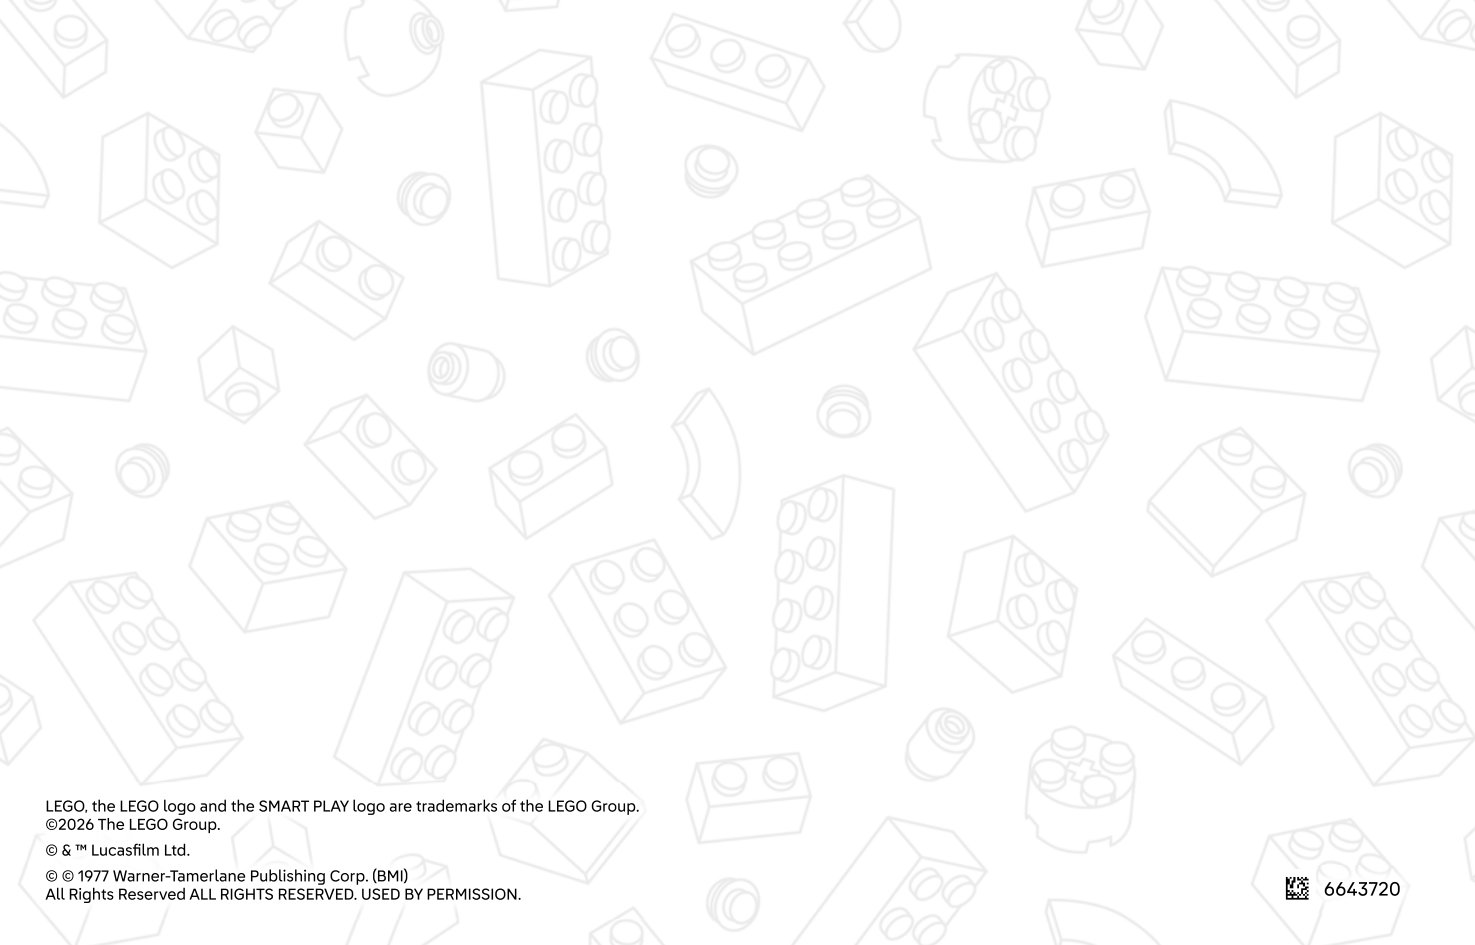 LEGO, the LEGO logo and the SMART PLAY logo are trademarks of the LEGO Group.
©2026 The LEGO Group.
© & ™ Lucasfilm Ltd.
© © 1977 Warner-Tamerlane Publishing Corp. (BMI)
All Rights Reserved ALL RIGHTS RESERVED. USED BY PERMISSION.
6643720